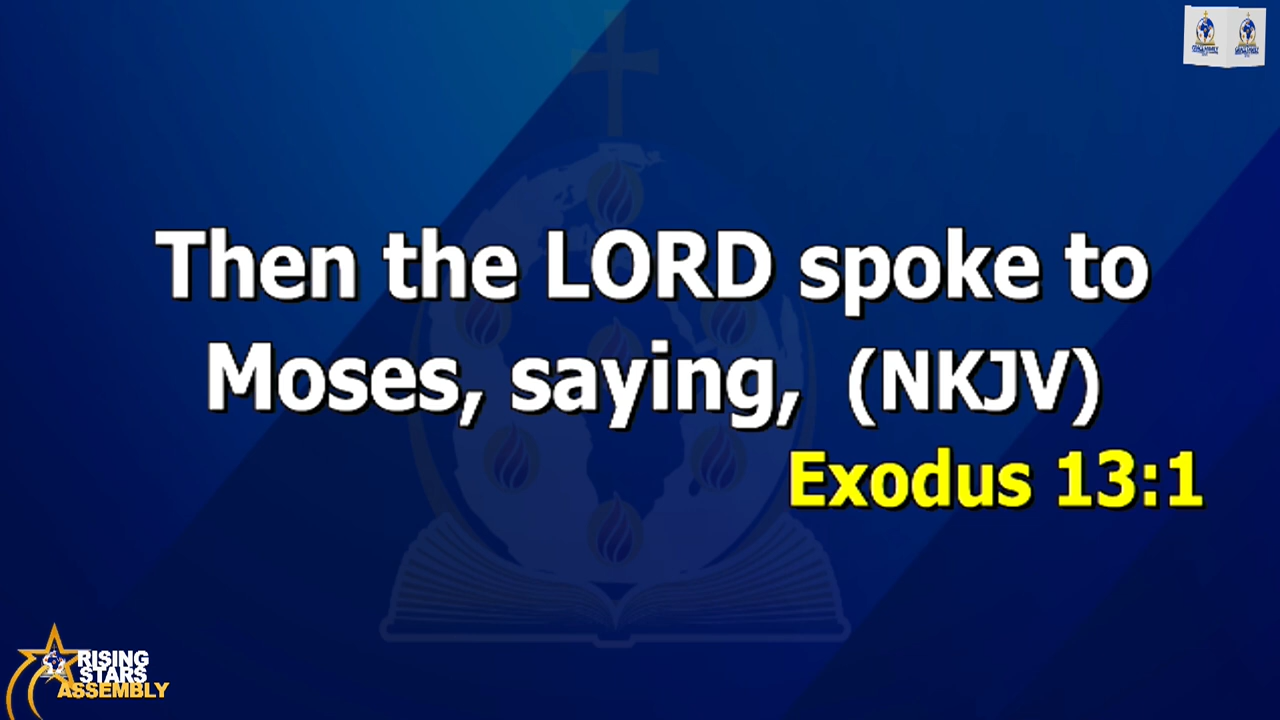 Then the LORD spoke to
Moses, saying,  (NKJV)
Exodus 13:1
RISING
STARS
ASSEMBLY